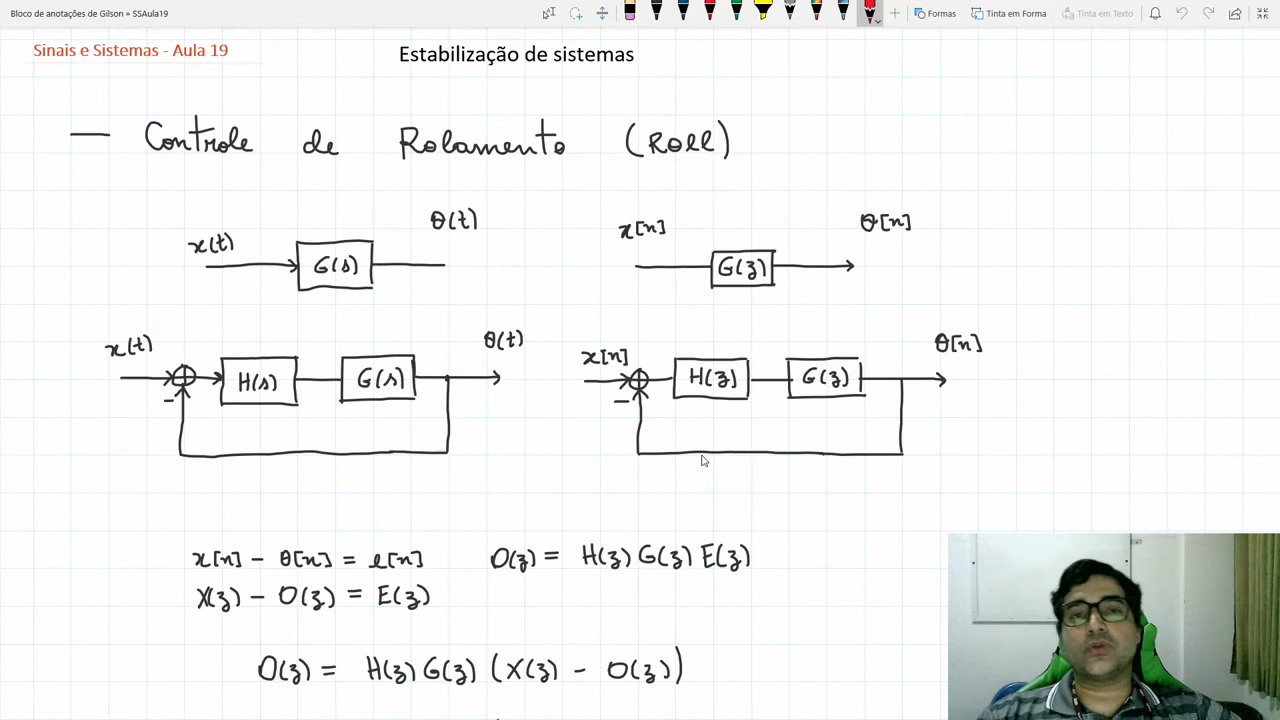 Bloco de anotações de Gilson » SSAula19
Formas
Tinta em Forma
Tinta em Texto
Sinais e Sistemas - Aula 19
Estabilização de sistemas
— Controle de Rolamento (Roll)
x(t) G(s) θ(t)
x[n] G(z) θ[n]
x(t) + − H(s) G(s) θ(t)
x[n] + − H(z) G(z) θ[n]
x[n] − θ[n] = e[n]
O(z) = H(z) G(z) E(z)
X(z) − O(z) = E(z)
O(z) = H(z) G(z) (X(z) − O(z))